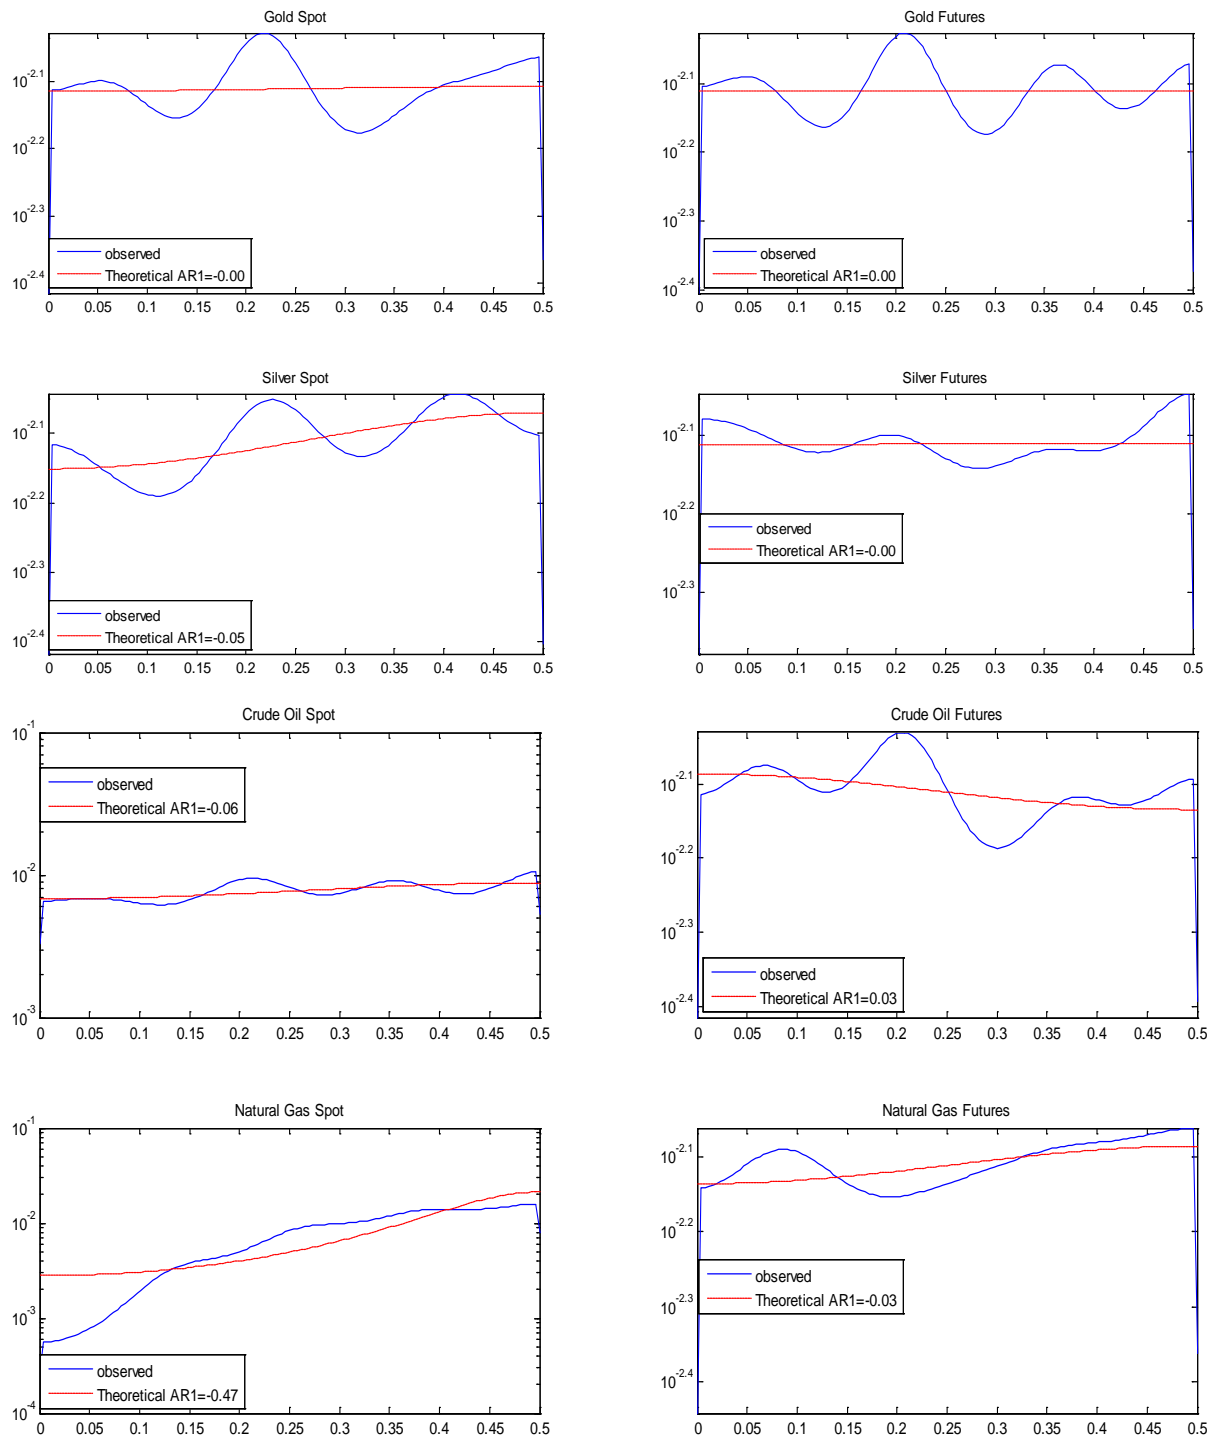 Gold Spot
10^-2.1
10^-2.2
10^-2.3
10^-2.4
observed
Theoretical AR1=-0.00
0 0.05 0.1 0.15 0.2 0.25 0.3 0.35 0.4 0.45 0.5
Gold Futures
10^-2.1
10^-2.2
10^-2.3
10^-2.4
observed
Theoretical AR1=0.00
0 0.05 0.1 0.15 0.2 0.25 0.3 0.35 0.4 0.45 0.5
Silver Spot
10^-2.1
10^-2.2
10^-2.3
10^-2.4
observed
Theoretical AR1=-0.05
0 0.05 0.1 0.15 0.2 0.25 0.3 0.35 0.4 0.45 0.5
Silver Futures
10^-2.1
10^-2.2
10^-2.3
observed
Theoretical AR1=-0.00
0 0.05 0.1 0.15 0.2 0.25 0.3 0.35 0.4 0.45 0.5
Crude Oil Spot
10^-1
10^-2
10^-3
observed
Theoretical AR1=-0.06
0 0.05 0.1 0.15 0.2 0.25 0.3 0.35 0.4 0.45 0.5
Crude Oil Futures
10^-2.1
10^-2.2
10^-2.3
10^-2.4
observed
Theoretical AR1=0.03
0 0.05 0.1 0.15 0.2 0.25 0.3 0.35 0.4 0.45 0.5
Natural Gas Spot
10^-1
10^-2
10^-3
10^-4
observed
Theoretical AR1=-0.47
0 0.05 0.1 0.15 0.2 0.25 0.3 0.35 0.4 0.45 0.5
Natural Gas Futures
10^-2.1
10^-2.2
10^-2.3
10^-2.4
observed
Theoretical AR1=-0.03
0 0.05 0.1 0.15 0.2 0.25 0.3 0.35 0.4 0.45 0.5